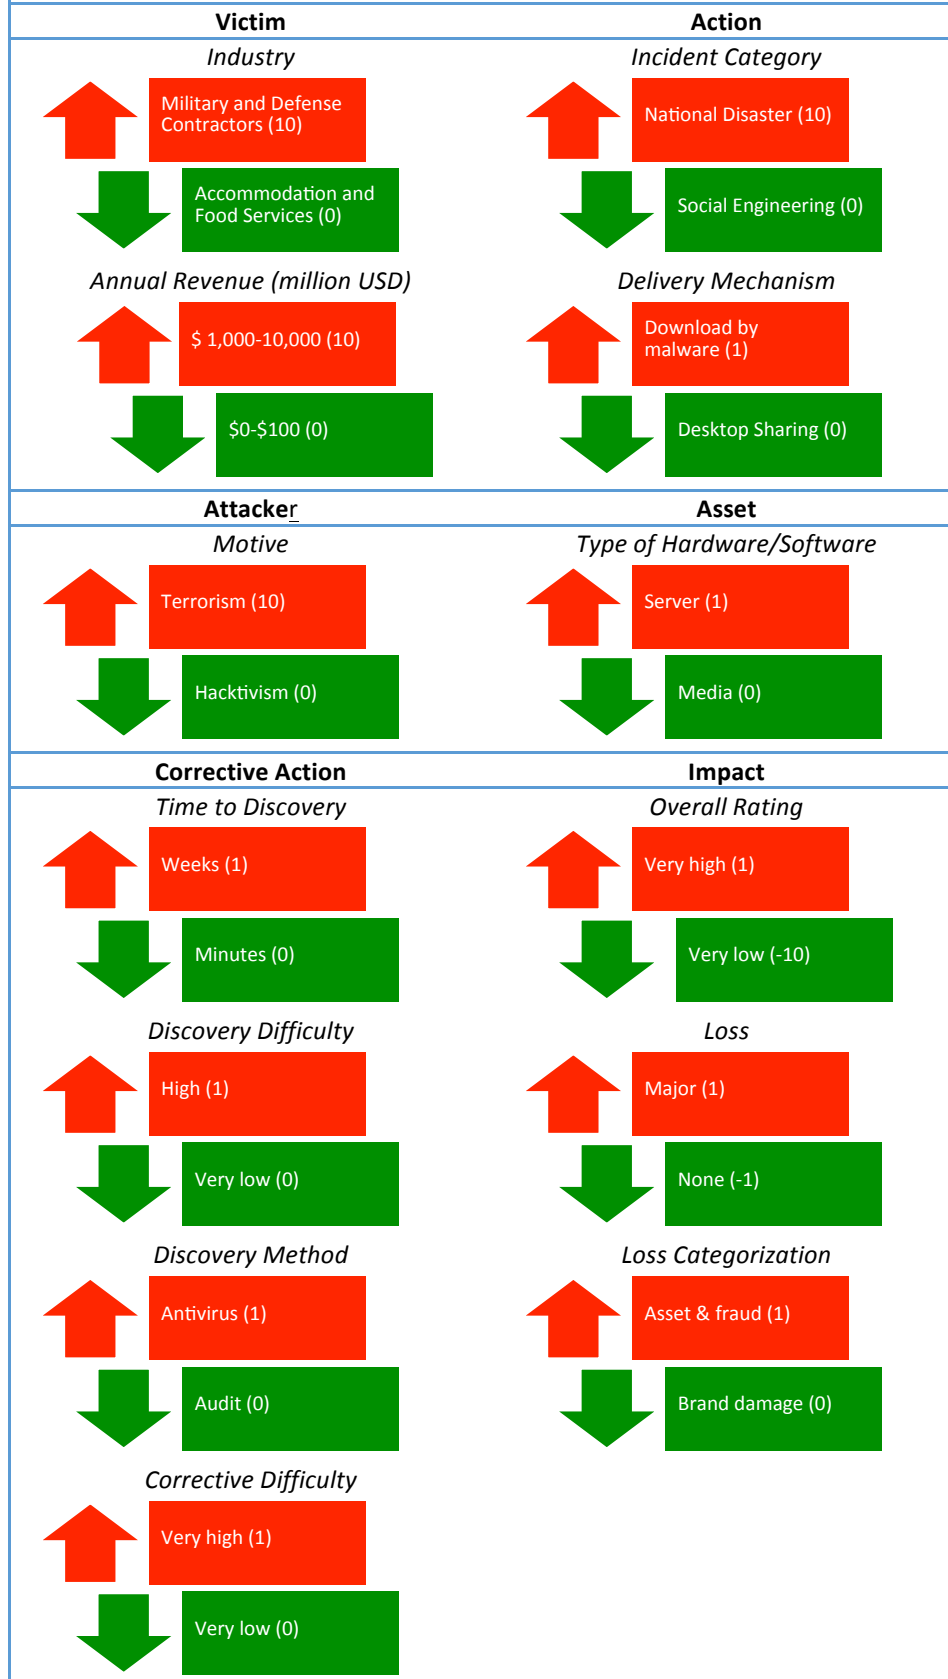 Victim
Action
Industry
Incident Category
Military and Defense
Contractors (10)
National Disaster (10)
Accommodation and
Food Services (0)
Social Engineering (0)
Annual Revenue (million USD)
Delivery Mechanism
$ 1,000-10,000 (10)
Download by
malware (1)
$0-$100 (0)
Desktop Sharing (0)
Attacker
Asset
Motive
Type of Hardware/Software
Terrorism (10)
Server (1)
Hacktivism (0)
Media (0)
Corrective Action
Impact
Time to Discovery
Overall Rating
Weeks (1)
Very high (1)
Minutes (0)
Very low (-10)
Discovery Difficulty
Loss
High (1)
Major (1)
Very low (0)
None (-1)
Discovery Method
Loss Categorization
Antivirus (1)
Asset & fraud (1)
Audit (0)
Brand damage (0)
Corrective Difficulty
Very high (1)
Very low (0)